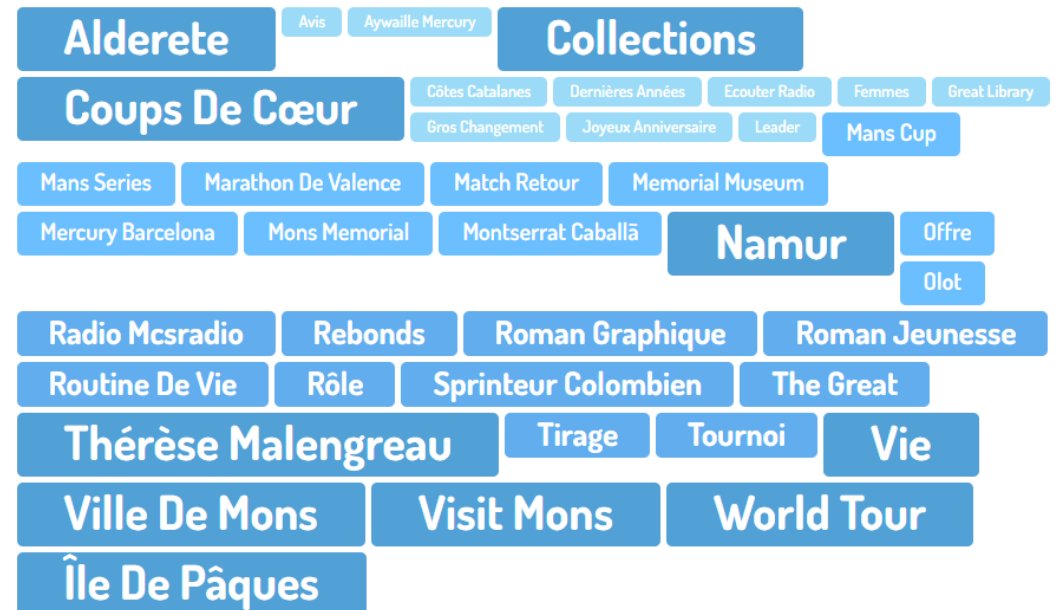 Alderete Avis Aywaille Mercury Collections
Coups De Cœur Côtes Catalanes Dernières Années Ecouter Radio Femmes Great Library
Gros Changement Joyeux Anniversaire Leader Mans Cup
Mans Series Marathon De Valence Match Retour Memorial Museum
Mercury Barcelona Mons Memorial Montserrat Caballã Namur Offre
Olot
Radio Mcsradio Rebonds Roman Graphique Roman Jeunesse
Routine De Vie Rôle Sprinteur Colombien The Great
Thérèse Malengreau Tirage Tournoi Vie
Ville De Mons Visit Mons World Tour
Île De Pâques